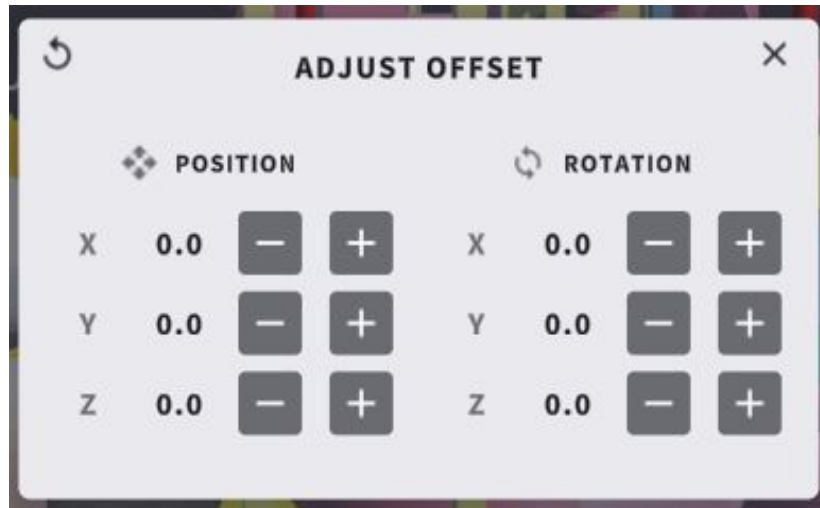 ADJUST OFFSET
POSITION ROTATION
X 0.0 − + X 0.0 − +
Y 0.0 − + Y 0.0 − +
Z 0.0 − + Z 0.0 − +